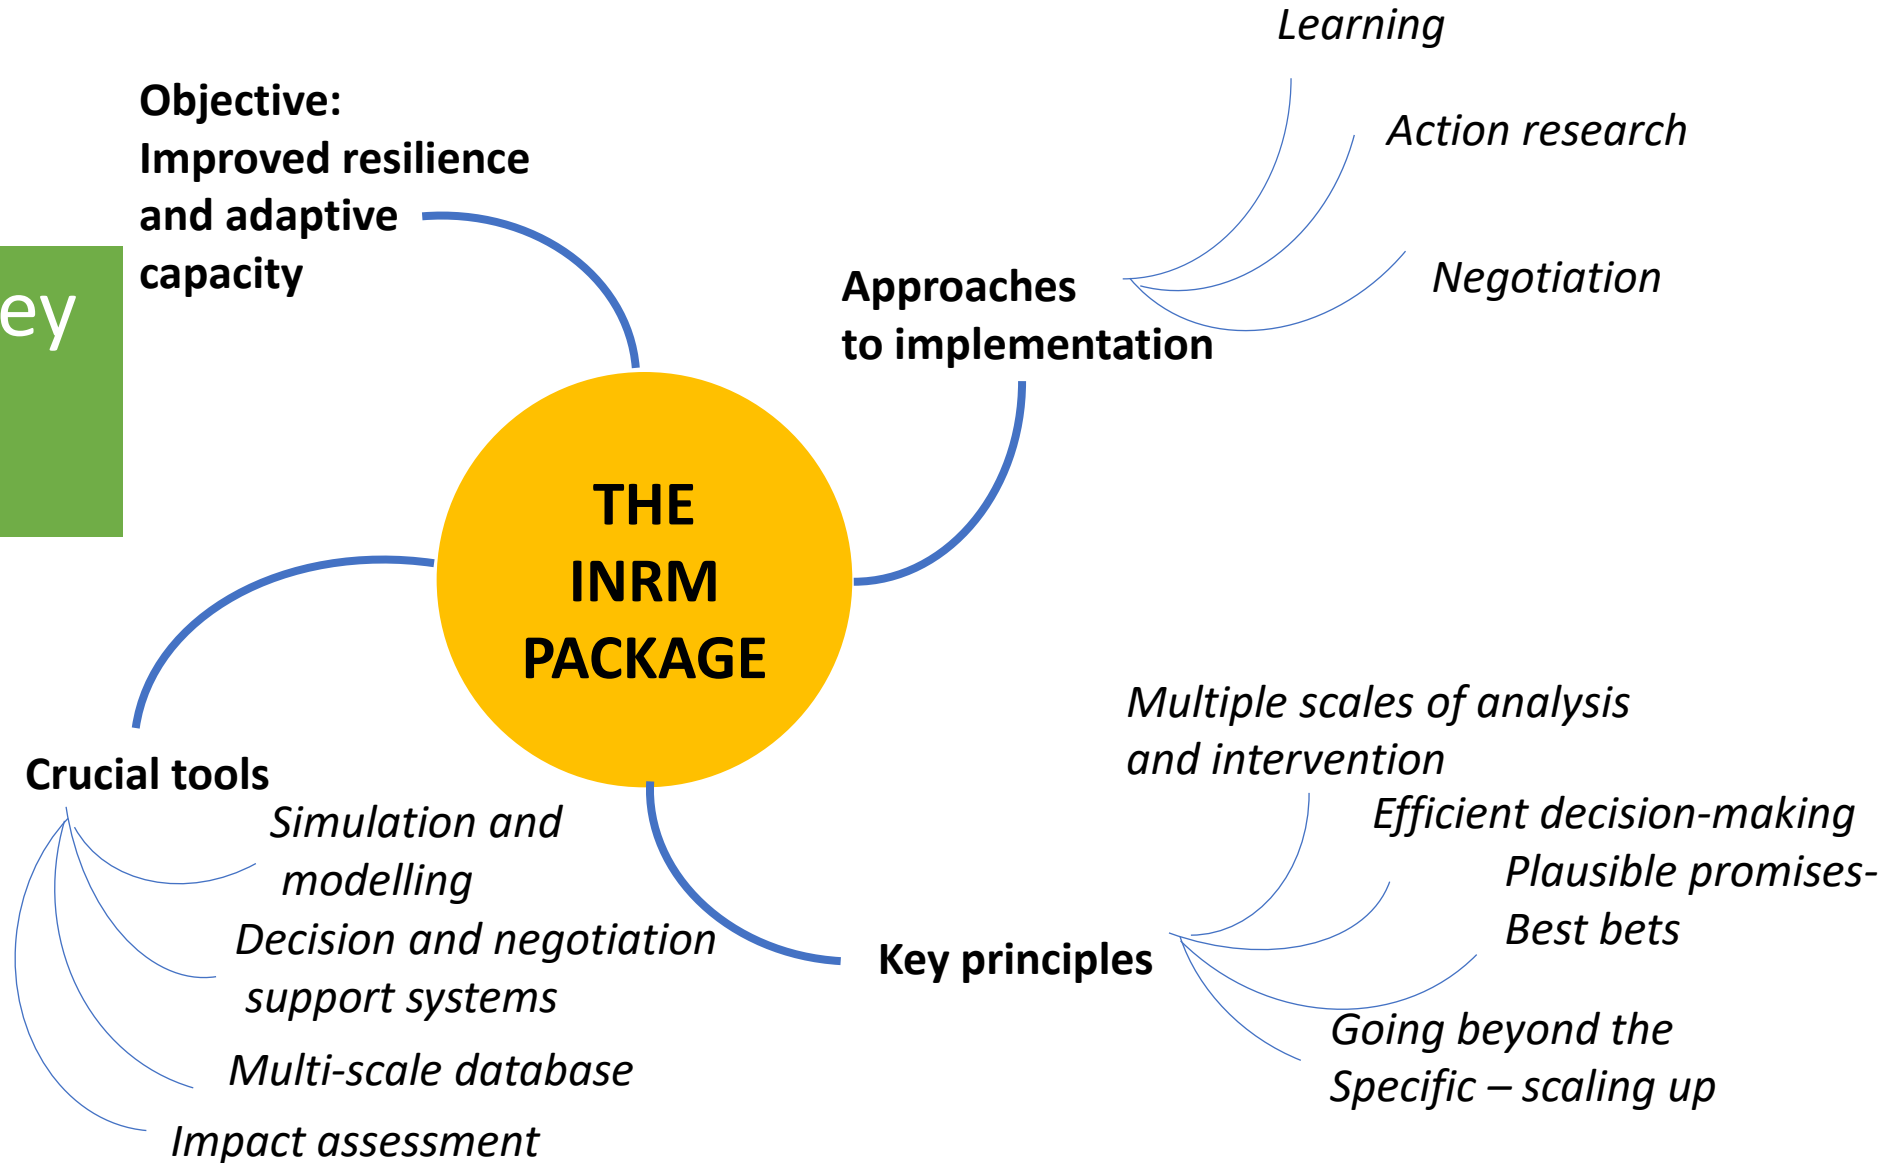 Objective:
Improved resilience
and adaptive
capacity
ey
THE
INRM
PACKAGE
Approaches
to implementation
Learning
Action research
Negotiation
Crucial tools
Simulation and
modelling
Decision and negotiation
support systems
Multi-scale database
Impact assessment
Key principles
Multiple scales of analysis
and intervention
Efficient decision-making
Plausible promises-
Best bets
Going beyond the
Specific – scaling up